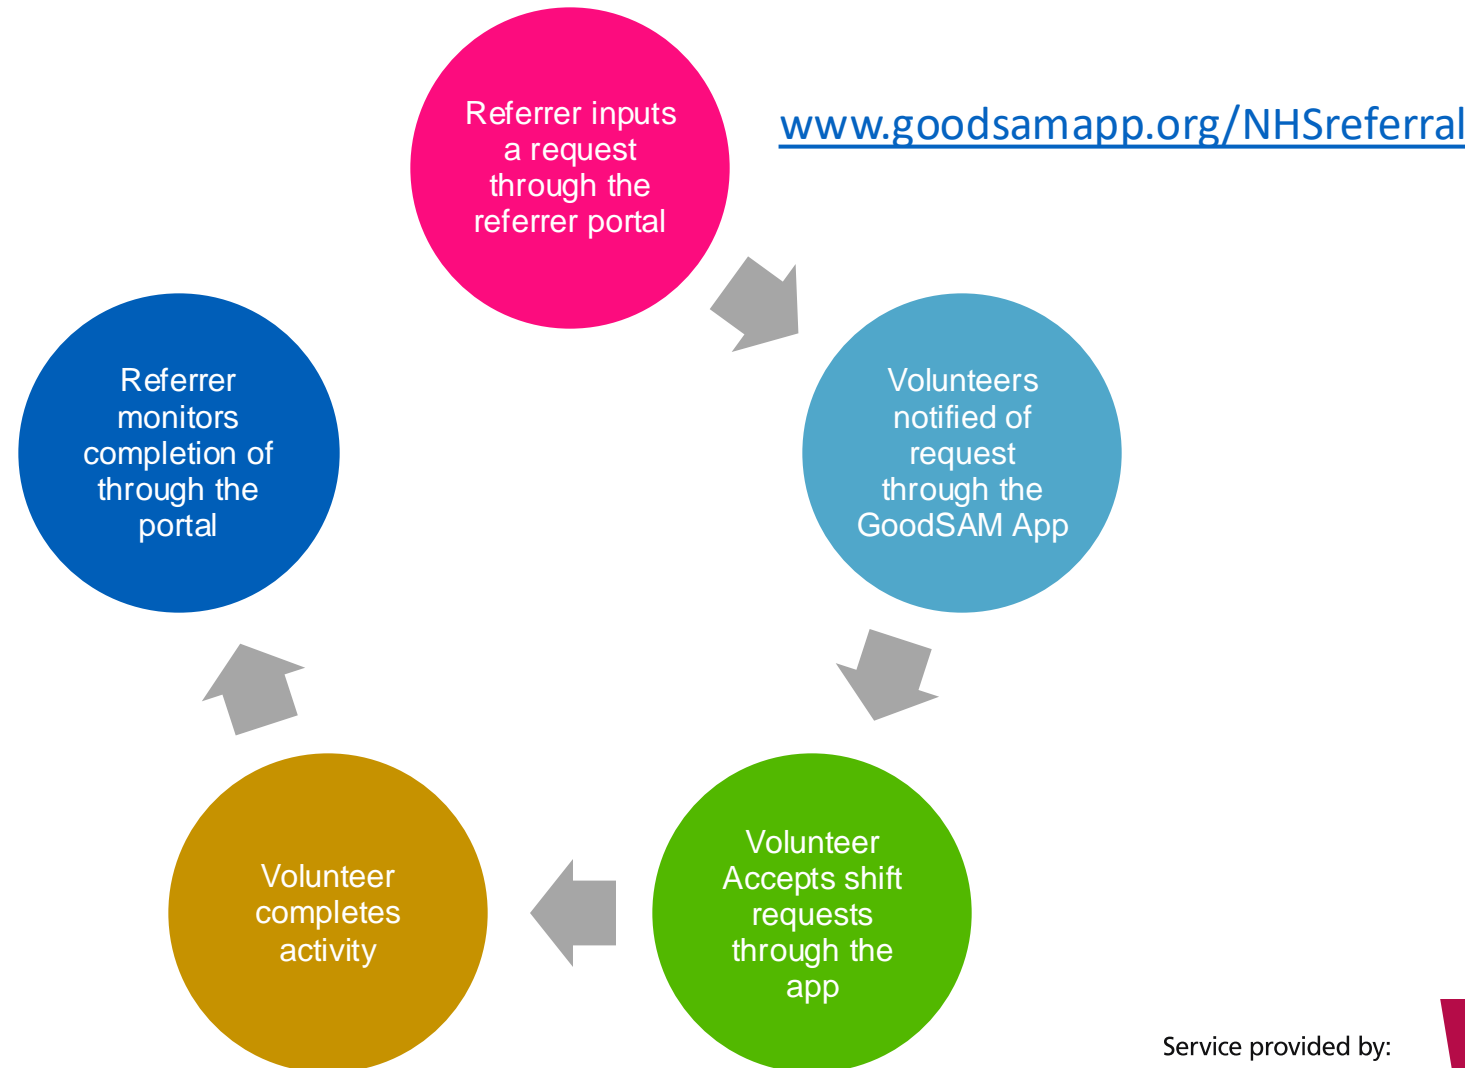 Referrer inputs
a request
through the
referrer portal
www.goodsamapp.org/NHSreferral
Volunteers
notified of
request
through the
GoodSAM App
Volunteer
Accepts shift
requests
through the
app
Volunteer
completes
activity
Referrer
monitors
completion of
through the
portal
Service provided by: